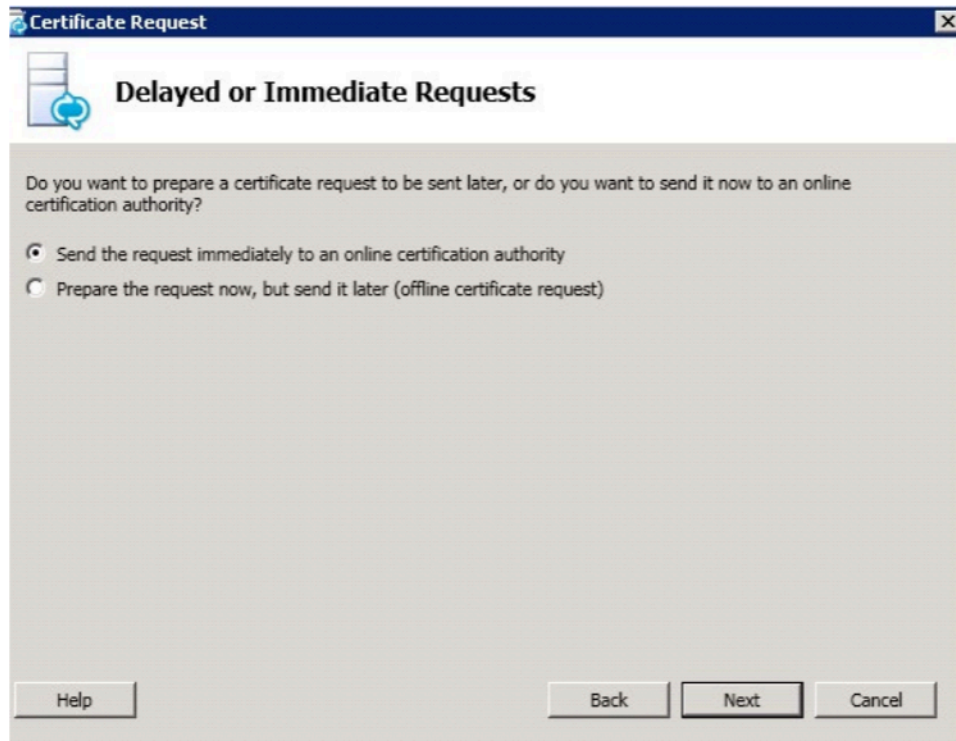 Certificate Request
Delayed or Immediate Requests
Do you want to prepare a certificate request to be sent later, or do you want to send it now to an online
certification authority?
Send the request immediately to an online certification authority
Prepare the request now, but send it later (offline certificate request)
Help Back Next Cancel